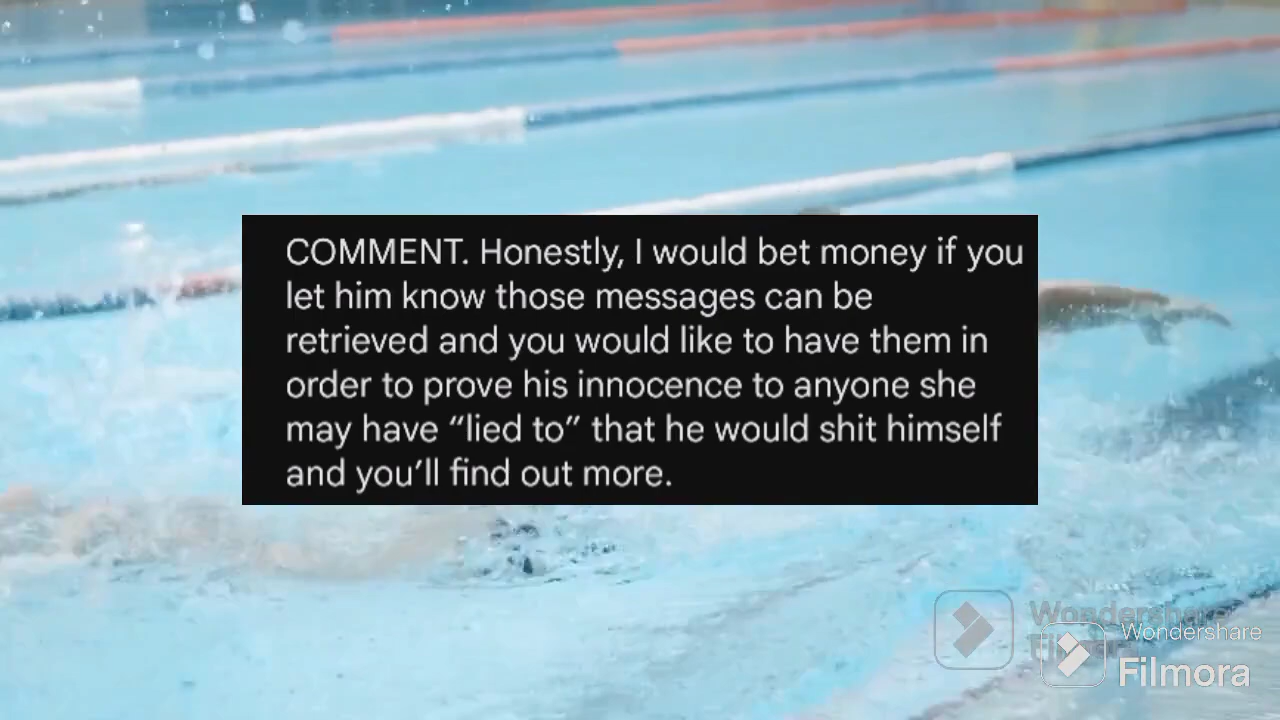 COMMENT. Honestly, I would bet money if you
let him know those messages can be
retrieved and you would like to have them in
order to prove his innocence to anyone she
may have “lied to” that he would shit himself
and you’ll find out more.
Wondershare
Wondershare
Filmora